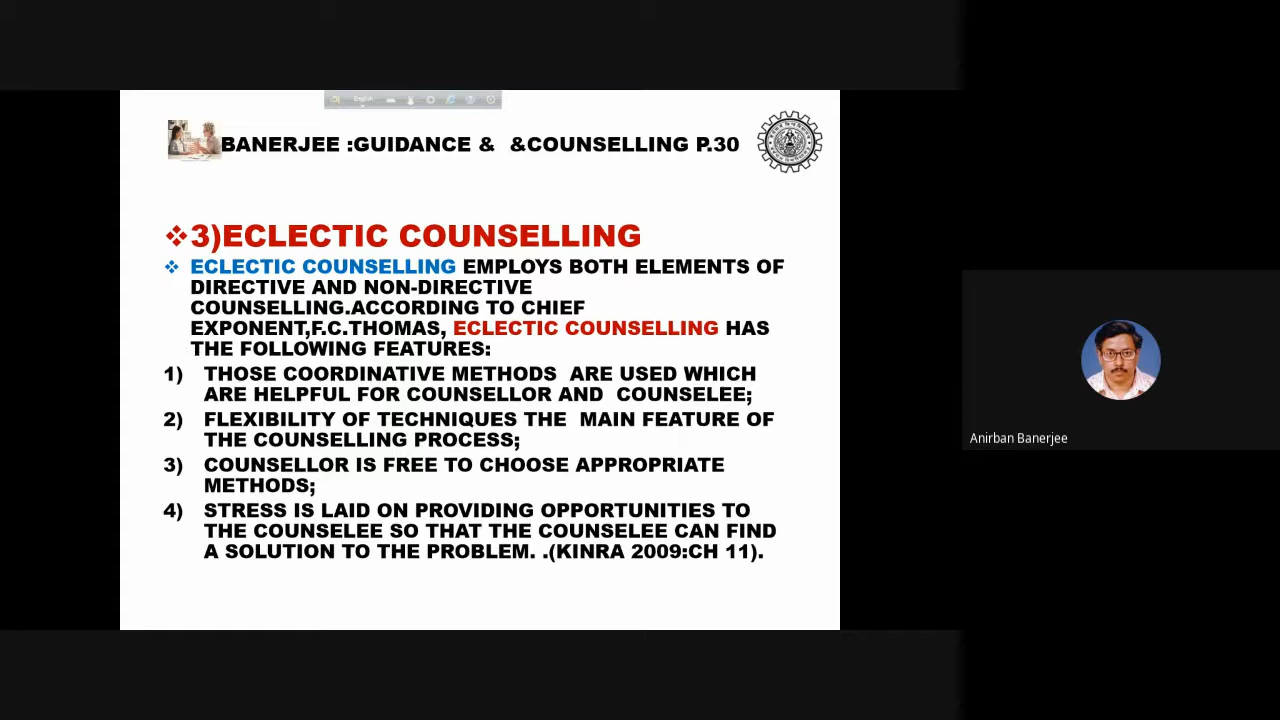 English
BANERJEE :GUIDANCE &  &COUNSELLING P.30
3)ECLECTIC COUNSELLING
ECLECTIC COUNSELLING EMPLOYS BOTH ELEMENTS OF
DIRECTIVE AND NON-DIRECTIVE
COUNSELLING.ACCORDING TO CHIEF
EXPONENT,F.C.THOMAS, ECLECTIC COUNSELLING HAS
THE FOLLOWING FEATURES:
1) THOSE COORDINATIVE METHODS  ARE USED WHICH
ARE HELPFUL FOR COUNSELLOR AND  COUNSELEE;
2) FLEXIBILITY OF TECHNIQUES THE  MAIN FEATURE OF
THE COUNSELLING PROCESS;
3) COUNSELLOR IS FREE TO CHOOSE APPROPRIATE
METHODS;
4) STRESS IS LAID ON PROVIDING OPPORTUNITIES TO
THE COUNSELEE SO THAT THE COUNSELEE CAN FIND
A SOLUTION TO THE PROBLEM. .(KINRA 2009:CH 11).
Anirban Banerjee